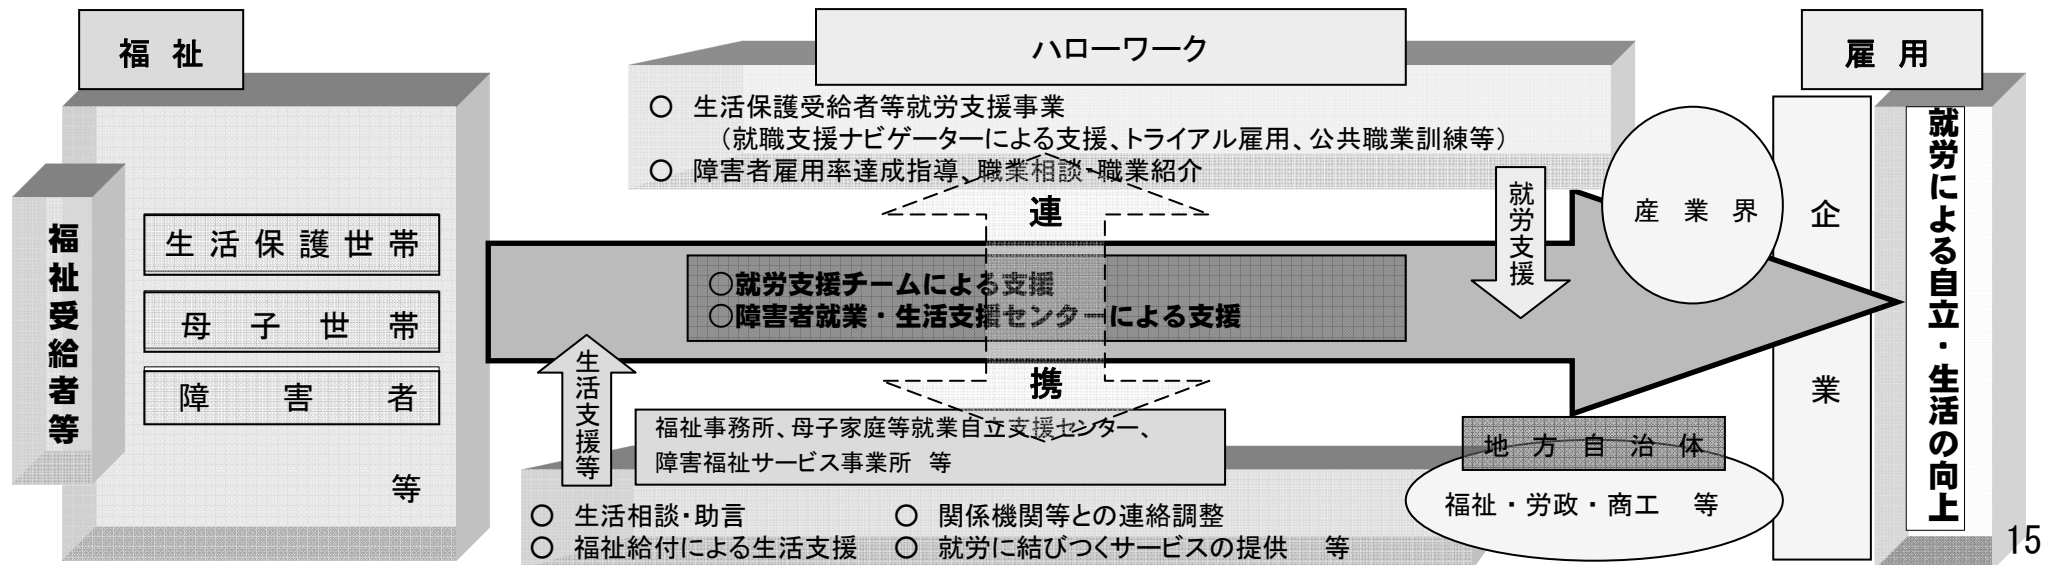 福 祉
福祉受給者等
生活保護世帯
母子世帯
障害者
等
ハローワーク
○ 生活保護受給者等就労支援事業
（就職支援ナビゲーターによる支援、トライアル雇用、公共職業訓練等）
○ 障害者雇用率達成指導、職業相談・職業紹介
連
携
○就労支援チームによる支援
○障害者就業・生活支援センターによる支援
就労支援
生活支援等
福祉事務所、母子家庭等就業自立支援センター、
障害福祉サービス事業所 等
○ 生活相談・助言
○ 福祉給付による生活支援
○ 関係機関等との連絡調整
○ 就労に結びつくサービスの提供 等
産業界
企業
地方自治体
福祉・労政・商工 等
雇 用
就労による自立・生活の向上
15